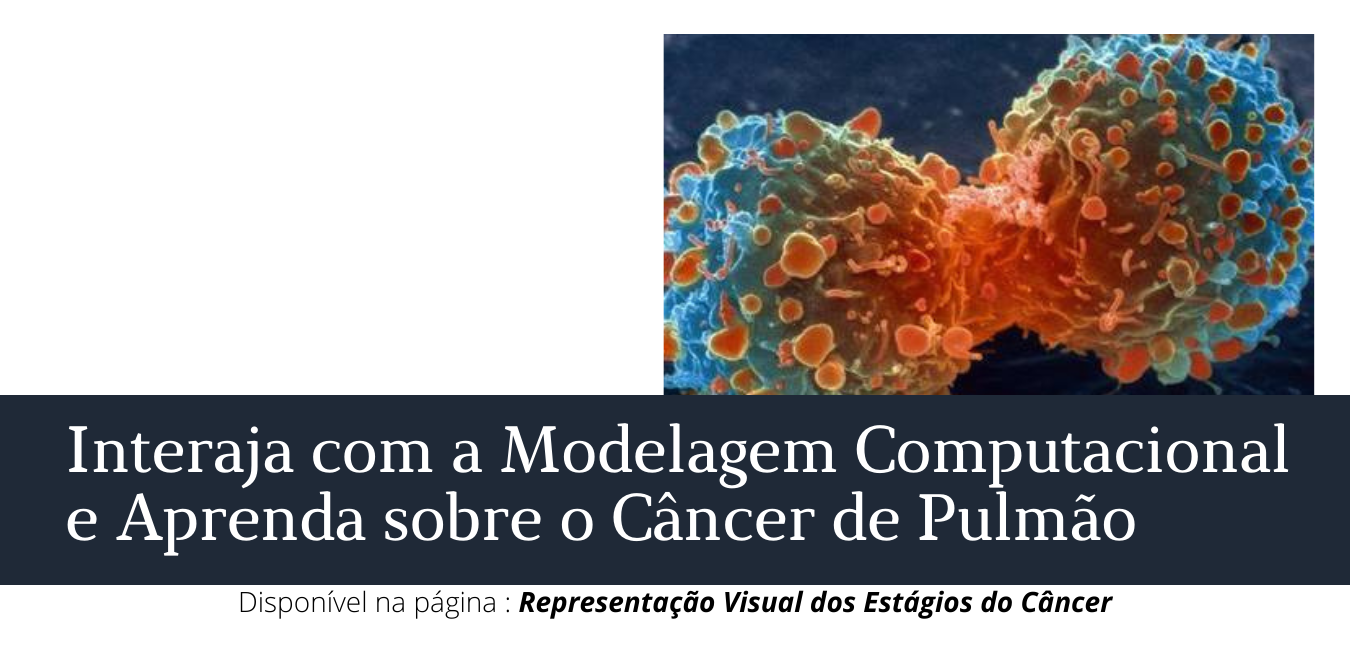 Interaja com a Modelagem Computacional
e Aprenda sobre o Câncer de Pulmão
Disponível na página : Representação Visual dos Estágios do Câncer